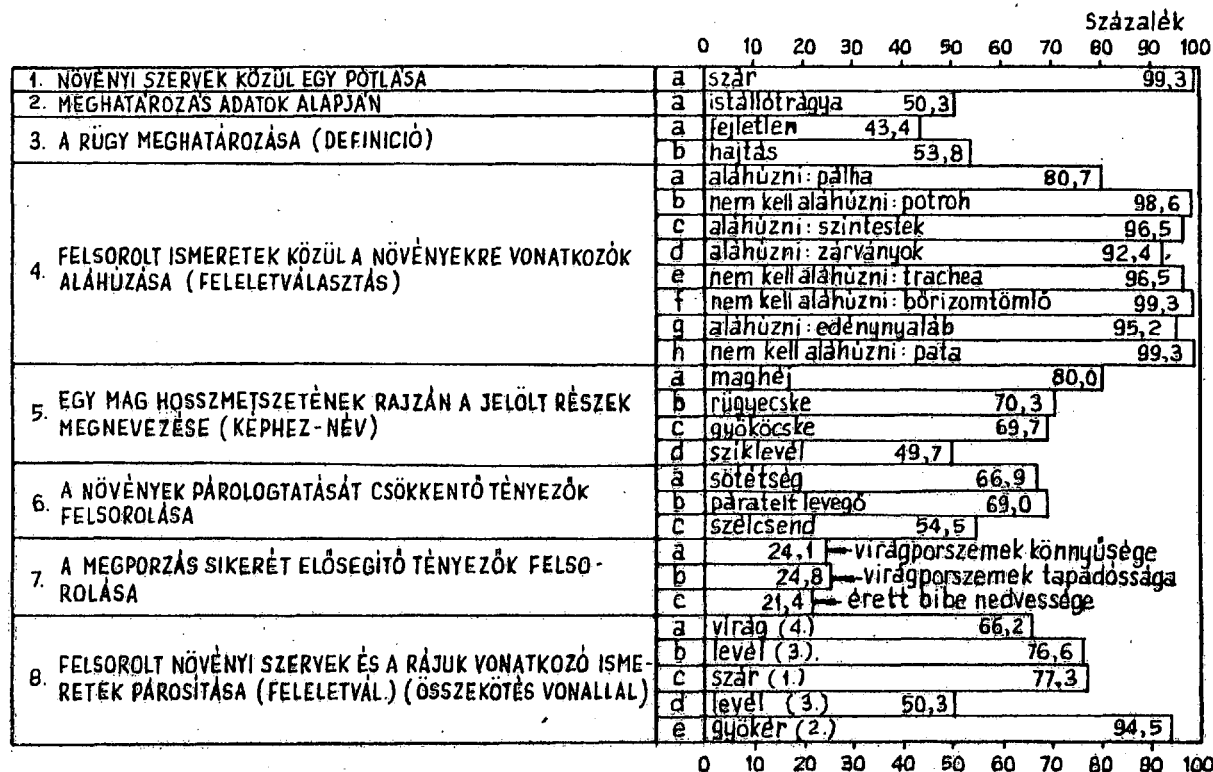 Százalék
0 10 20 30 40 50 60 70 80 90 100
1. NÖVÉNYI SZERVEK KÖZÜL EGY PÓTLÁSA
a szár 99,3
2. MEGHATÁROZÁS ADATOK ALAPJÁN
a istállótrágya 50,3
3. A RÜGY MEGHATÁROZÁSA (DEFINICIÓ)
a fejletlen 43,4
b hajtás 53,8
4. FELSOROLT ISMERETEK KÖZÜL A NÖVÉNYEKRE VONATKOZÓK
ALÁHÚZÁSA (FELELETVÁLASZTÁS)
a aláhúzni: pálha 80,7
b nem kell aláhúzni: potroh 98,6
c aláhúzni: színtestek 96,5
d aláhúzni: zárványok 92,4
e nem kell aláhúzni: trachea 96,5
f nem kell aláhúzni: bőrizomtömlő 99,3
g aláhúzni: edénynyaláb 95,2
h nem kell aláhúzni: pata 99,3
5. EGY MAG HOSSZMETSZETÉNEK RAJZÁN A JELÖLT RÉSZEK
MEGNEVEZÉSE (KÉPHEZ-NÉV)
a maghéj 80,0
b rügyecske 70,3
c gyököcske 69,7
d sziklevél 49,7
6. A NÖVÉNYEK PÁROLOGTATÁSÁT CSÖKKENTŐ TÉNYEZŐK
FELSOROLÁSA
a sötétség 66,9
b páratelt levegő 69,0
c szélcsend 54,5
7. A MEGPORZÁS SIKERÉT ELŐSEGÍTŐ TÉNYEZŐK FELSO-
ROLÁSA
a 24,1 virágporszemek könnyűsége
b 24,8 virágporszemek tapadóssága
c 21,4 érett bibe nedvessége
8. FELSOROLT NÖVÉNYI SZERVEK ÉS A RÁJUK VONATKOZÓ ISME-
RETEK PÁROSÍTÁSA (FELELETVÁL.) (ÖSSZEKÖTÉS VONALLAL)
a virág (4.) 66,2
b levél (3.). 76,6
c szár (1.) 77,3
d levél (3.) 50,3
e gyökér (2.) 94,5
0 10 20 30 40 50 60 70 80 90 100